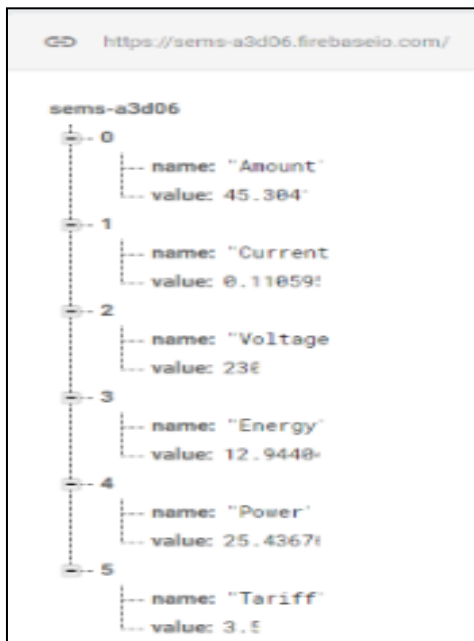 https://sems-a3d06.firebaseio.com/
sems-a3d06
0
name: "Amount"
value: 45.304
1
name: "Current
value: 0.11059
2
name: "Voltage
value: 230
3
name: "Energy"
value: 12.9440
4
name: "Power"
value: 25.4367
5
name: "Tariff"
value: 3.5